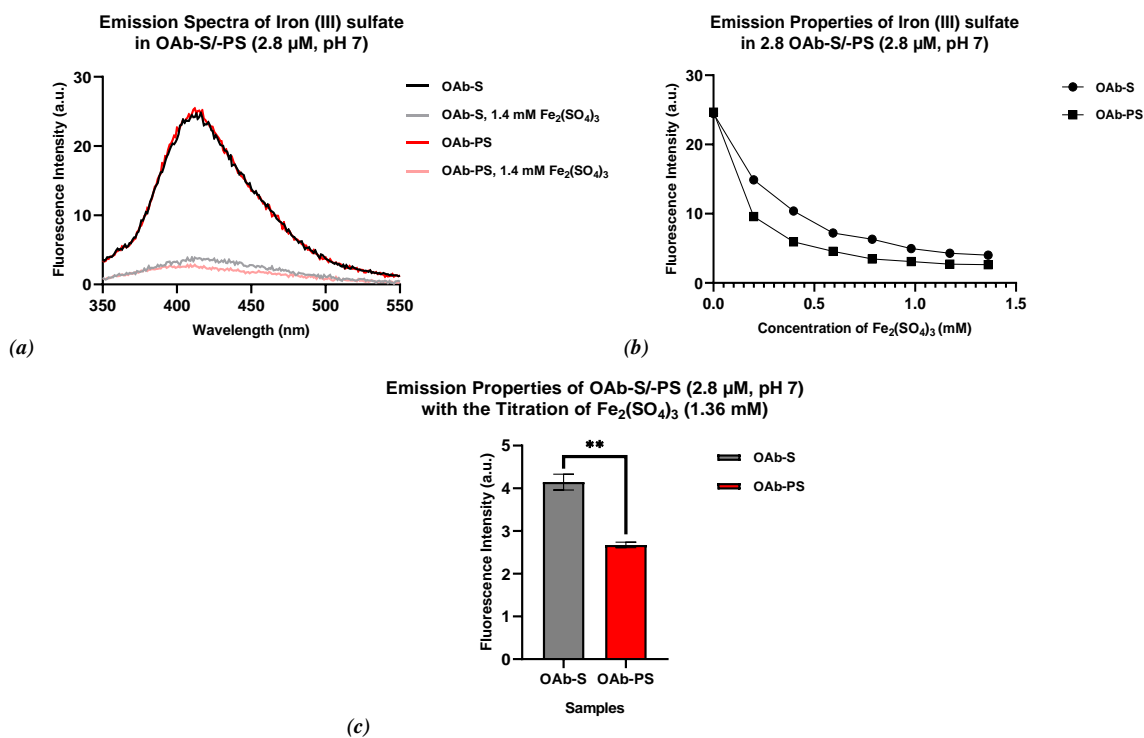 Emission Spectra of Iron (III) sulfate
in OAb-S/-PS (2.8 µM, pH 7)
Fluorescence Intensity (a.u.)
30
20
10
0
350
400
450
500
550
Wavelength (nm)
OAb-S
OAb-S, 1.4 mM Fe₂(SO₄)₃
OAb-PS
OAb-PS, 1.4 mM Fe₂(SO₄)₃
(a)
Emission Properties of Iron (III) sulfate
in 2.8 OAb-S/-PS (2.8 µM, pH 7)
Fluorescence Intensity (a.u.)
30
20
10
0
0.0
0.5
1.0
1.5
Concentration of Fe₂(SO₄)₃ (mM)
OAb-S
OAb-PS
(b)
Emission Properties of OAb-S/-PS (2.8 µM, pH 7)
with the Titration of Fe₂(SO₄)₃ (1.36 mM)
Fluorescence Intensity (a.u.)
5
4
3
2
1
0
**
OAb-S
OAb-PS
Samples
OAb-S
OAb-PS
(c)